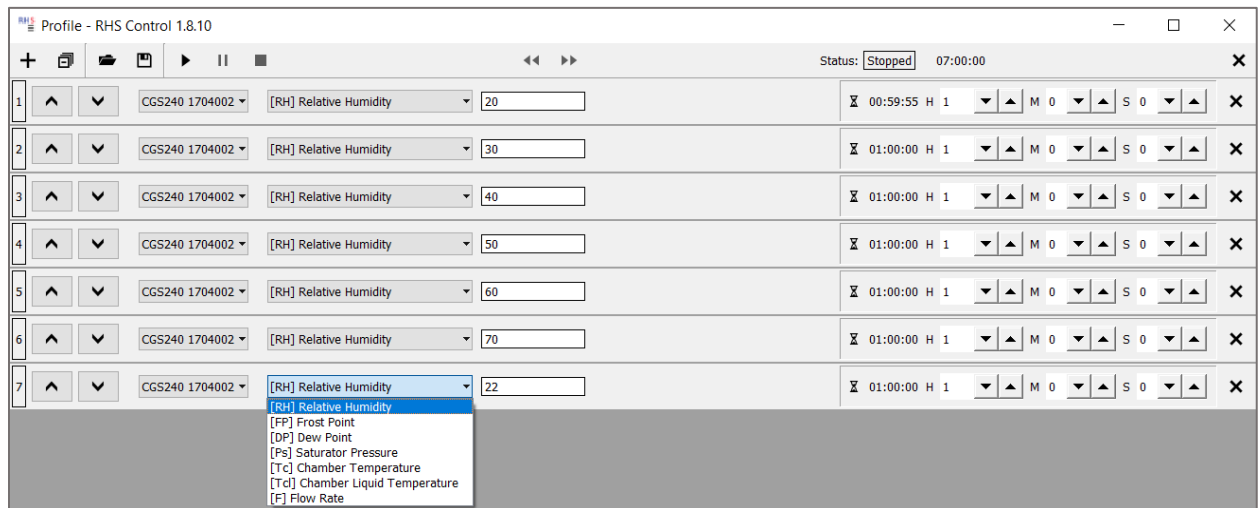 RHS Profile - RHS Control 1.8.10
Status: Stopped 07:00:00
1 CGS240 1704002 [RH] Relative Humidity 20 00:59:55 H 1 M 0 S 0
2 CGS240 1704002 [RH] Relative Humidity 30 01:00:00 H 1 M 0 S 0
3 CGS240 1704002 [RH] Relative Humidity 40 01:00:00 H 1 M 0 S 0
4 CGS240 1704002 [RH] Relative Humidity 50 01:00:00 H 1 M 0 S 0
5 CGS240 1704002 [RH] Relative Humidity 60 01:00:00 H 1 M 0 S 0
6 CGS240 1704002 [RH] Relative Humidity 70 01:00:00 H 1 M 0 S 0
7 CGS240 1704002 [RH] Relative Humidity 22 01:00:00 H 1 M 0 S 0
[RH] Relative Humidity
[FP] Frost Point
[DP] Dew Point
[Ps] Saturator Pressure
[Tc] Chamber Temperature
[Tcl] Chamber Liquid Temperature
[F] Flow Rate